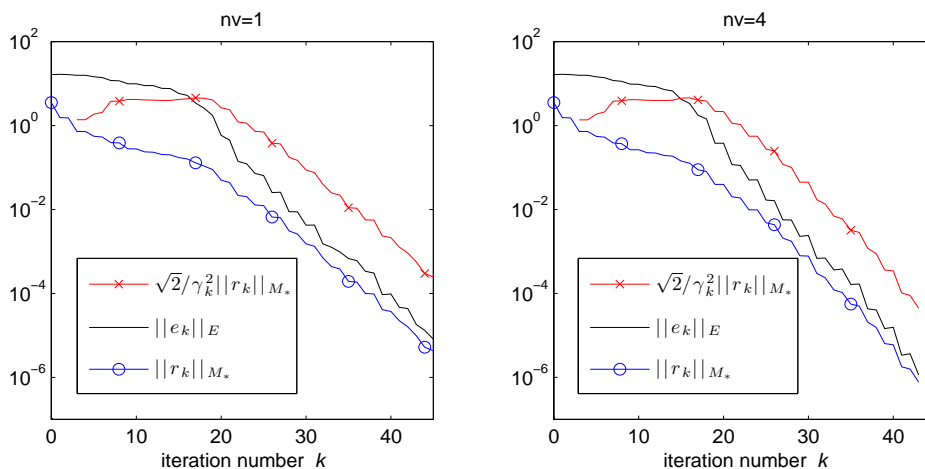 nv=1
10^2
10^0
10^-2
10^-4
10^-6
√2/γ_k^2||r_k||_{M_*}
||e_k||_E
||r_k||_{M_*}
0 10 20 30 40
iteration number k
nv=4
10^2
10^0
10^-2
10^-4
10^-6
√2/γ_k^2||r_k||_{M_*}
||e_k||_E
||r_k||_{M_*}
0 10 20 30 40
iteration number k